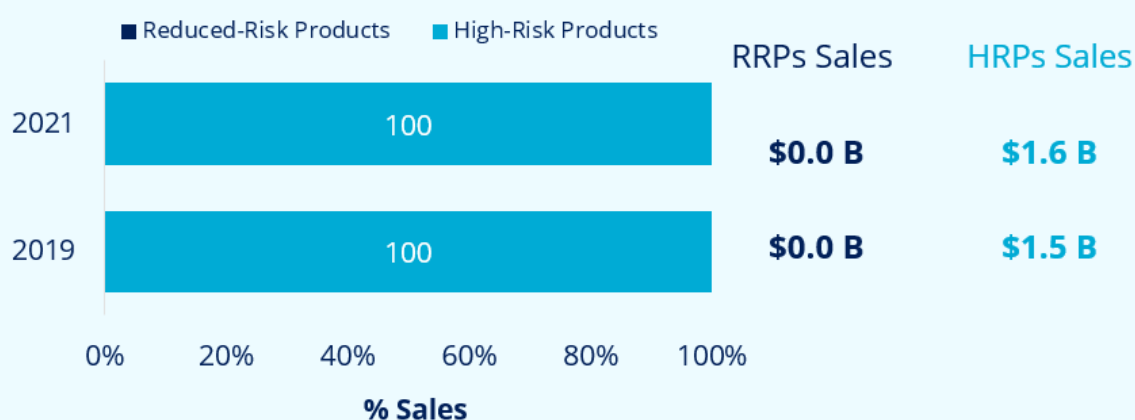 Reduced-Risk Products High-Risk Products
RRPs Sales HRPs Sales
2021 100 $0.0 B $1.6 B
2019 100 $0.0 B $1.5 B
0% 20% 40% 60% 80% 100%
% Sales